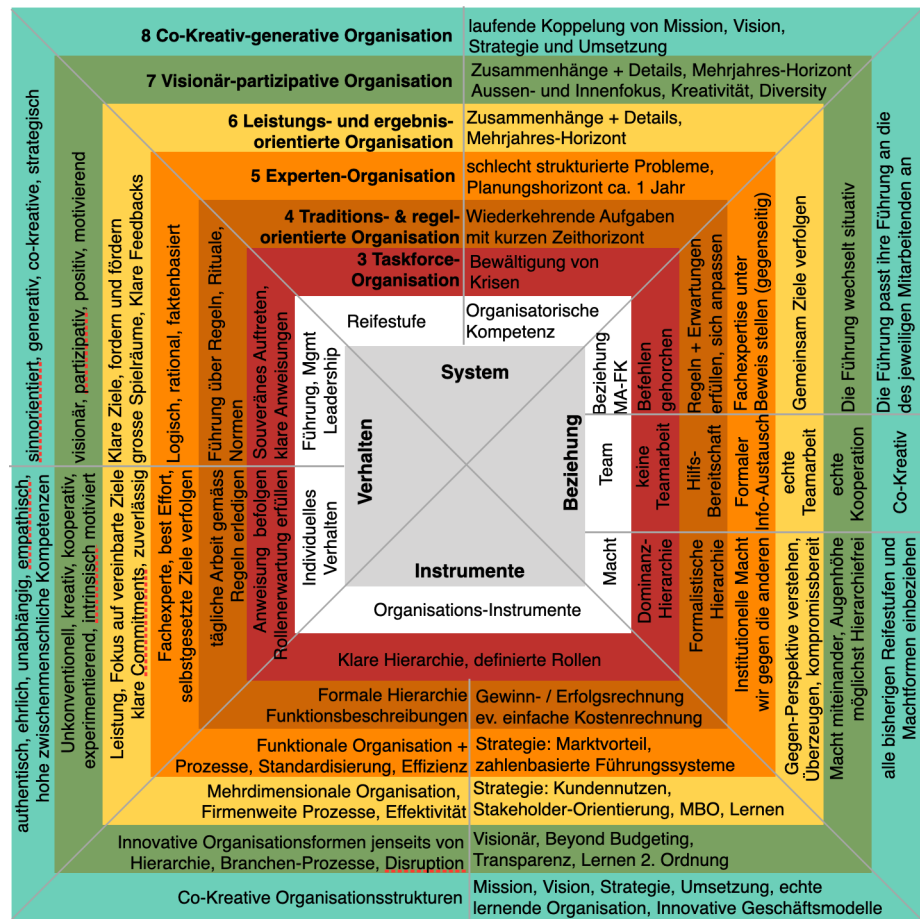 8 Co-Kreativ-generative Organisation
laufende Koppelung von Mission, Vision,
Strategie und Umsetzung
7 Visionär-partizipative Organisation
Zusammenhänge + Details, Mehrjahres-Horizont
Aussen- und Innenfokus, Kreativität, Diversity
6 Leistungs- und ergebnis-
orientierte Organisation
Zusammenhänge + Details,
Mehrjahres-Horizont
5 Experten-Organisation
schlecht strukturierte Probleme,
Planungshorizont ca. 1 Jahr
4 Traditions- & regel-
orientierte Organisation
Wiederkehrende Aufgaben
mit kurzen Zeithorizont
3 Taskforce-
Organisation
Bewältigung von
Krisen
Reifestufe
Organisatorische
Kompetenz
System
Verhalten
Beziehung
Instrumente
sinnorientiert, generativ, co-kreative, strategisch
visionär, partizipativ, positiv, motivierend
Klare Ziele, fordern und fördern
grosse Spielräume, Klare Feedbacks
Logisch, rational, faktenbasiert
Führung über Regeln, Rituale,
Normen
Souveränes Auftreten,
klare Anweisungen
Führung, Mgmt
Leadership
authentisch, ehrlich, unabhängig, empathisch,
hohe zwischenmenschliche Kompetenzen
Unkonventionell, kreativ, kooperativ,
experimentierend, intrinsisch motiviert
Leistung, Fokus auf vereinbarte Ziele
klare Commitments, zuverlässig
Fachexperte, best Effort,
selbstgesetzte Ziele verfolgen
tägliche Arbeit gemäss
Regeln erledigen
Anweisung befolgen
Rollenerwartung erfüllen
Individuelles
Verhalten
Beziehung
MA-FK
Befehlen
gehorchen
Regeln + Erwartungen
erfüllen, sich anpassen
Fachexpertise unter
Beweis stellen (gegenseitig)
Gemeinsam Ziele verfolgen
Die Führung wechselt situativ
Die Führung passt ihre Führung an die
des jeweiligen Mitarbeitenden an
Team
keine
Teamarbeit
Hilfs-
Bereitschaft
Formaler
Info-Austausch
echte
Teamarbeit
echte
Kooperation
Co-Kreativ
Macht
Dominanz-
Hierarchie
Formalistische
Hierarchie
Institutionelle Macht
wir gegen die anderen
Gegen-Perspektive verstehen,
Überzeugen, kompromissbereit
Macht miteinander, Augenhöhe
möglichst Hierarchiefrei
alle bisherigen Reifestufen und
Machtformen einbeziehen
Organisations-Instrumente
Klare Hierarchie, definierte Rollen
Formale Hierarchie
Funktionsbeschreibungen
Gewinn- / Erfolgsrechnung
ev. einfache Kostenrechnung
Funktionale Organisation +
Prozesse, Standardisierung, Effizienz
Strategie: Marktvorteil,
zahlenbasierte Führungssysteme
Mehrdimensionale Organisation,
Firmenweite Prozesse, Effektivität
Strategie: Kundennutzen,
Stakeholder-Orientierung, MBO, Lernen
Innovative Organisationsformen jenseits von
Hierarchie, Branchen-Prozesse, Disruption
Visionär, Beyond Budgeting,
Transparenz, Lernen 2. Ordnung
Co-Kreative Organisationsstrukturen
Mission, Vision, Strategie, Umsetzung, echte
lernende Organisation, Innovative Geschäftsmodelle